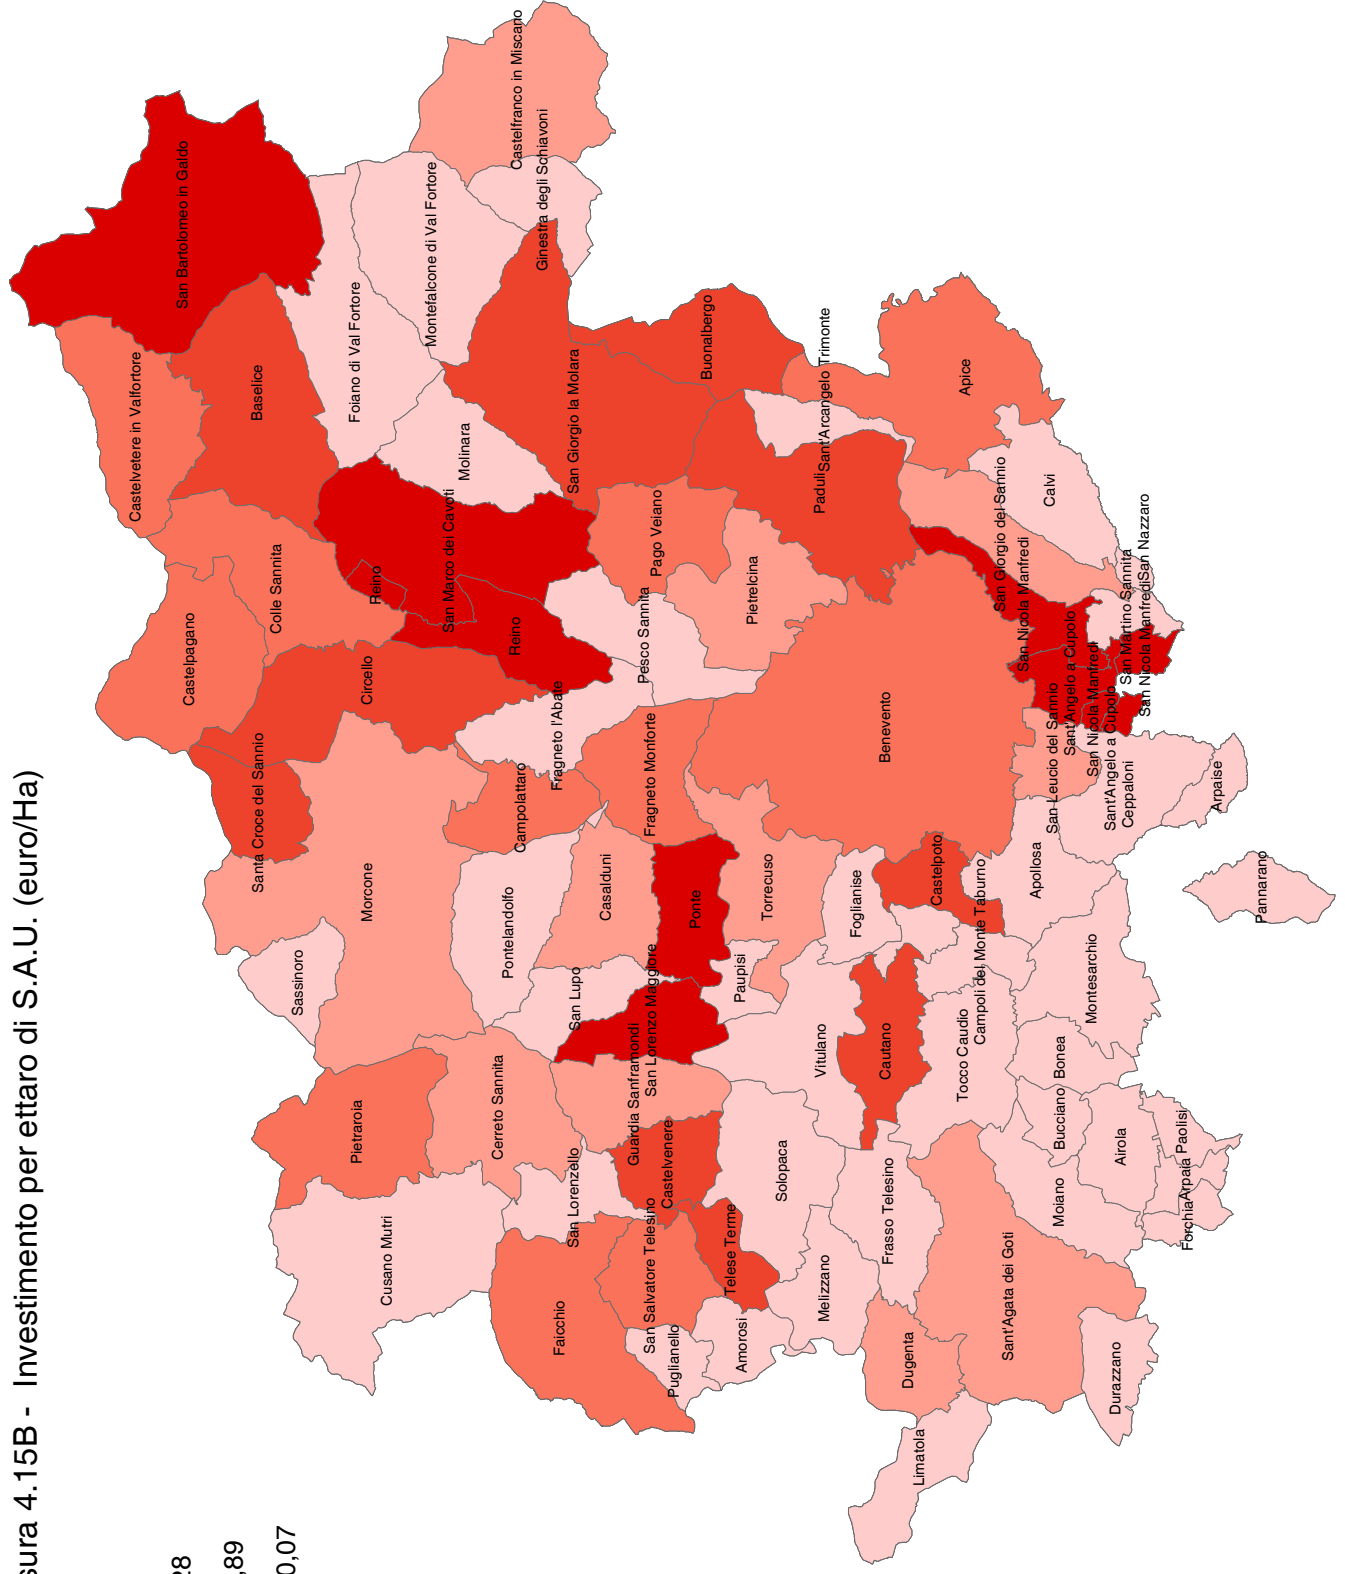 sura 4.15B - Investimento per ettaro di S.A.U. (euro/Ha)
28
,89
0,07
Castelvetere in Valfortore
San Bartolomeo in Galdo
Castelpagano
Santa Croce del Sannio
Baselice
Colle Sannita
Sassinoro
Pietraroia
Foiano di Val Fortore
Morcone
Circello
Reino
Cusano Mutri
Montefalcone di Val Fortore
San Marco dei Cavoti
Molinara
Cerreto Sannita
Pontelandolfo
Reino
Castelfranco in Miscano
Campolattaro
Ginestra degli Schiavoni
Faicchio
Fragneto l'Abate
San Lorenzello
San Lupo
San Giorgio la Molara
Casalduni
Guardia Sanframondi
Pesco Sannita
San Salvatore Telesino
San Lorenzo Maggiore
Fragneto Monforte
Pago Veiano
Castelvenere
Puglianello
Ponte
Buonalbergo
Telese Terme
Amorosi
Paupisi
Pietrelcina
Torrecuso
Solopaca
Vitulano
Paduli
Sant'Arcangelo Trimonte
Melizzano
Foglianise
Frasso Telesino
Cautano
Benevento
Dugenta
Limatola
Castelpoto
Tocco Caudio
Apice
Campoli del Monte Taburno
San Giorgio del Sannio
Sant'Agata dei Goti
San Nicola Manfredi
Apollosa
Calvi
San Leucio del Sannio
Moiano
Bucciano
Bonea
Sant'Angelo a Cupolo
Montesarchio
San Nicola Manfredi
Sant'Angelo a Cupolo
Durazzano
Airola
Ceppaloni
San Martino Sannita
San Nicola Manfredi
San Nazzaro
Forchia
Arpaia
Paolisi
Arpaise
Pannarano